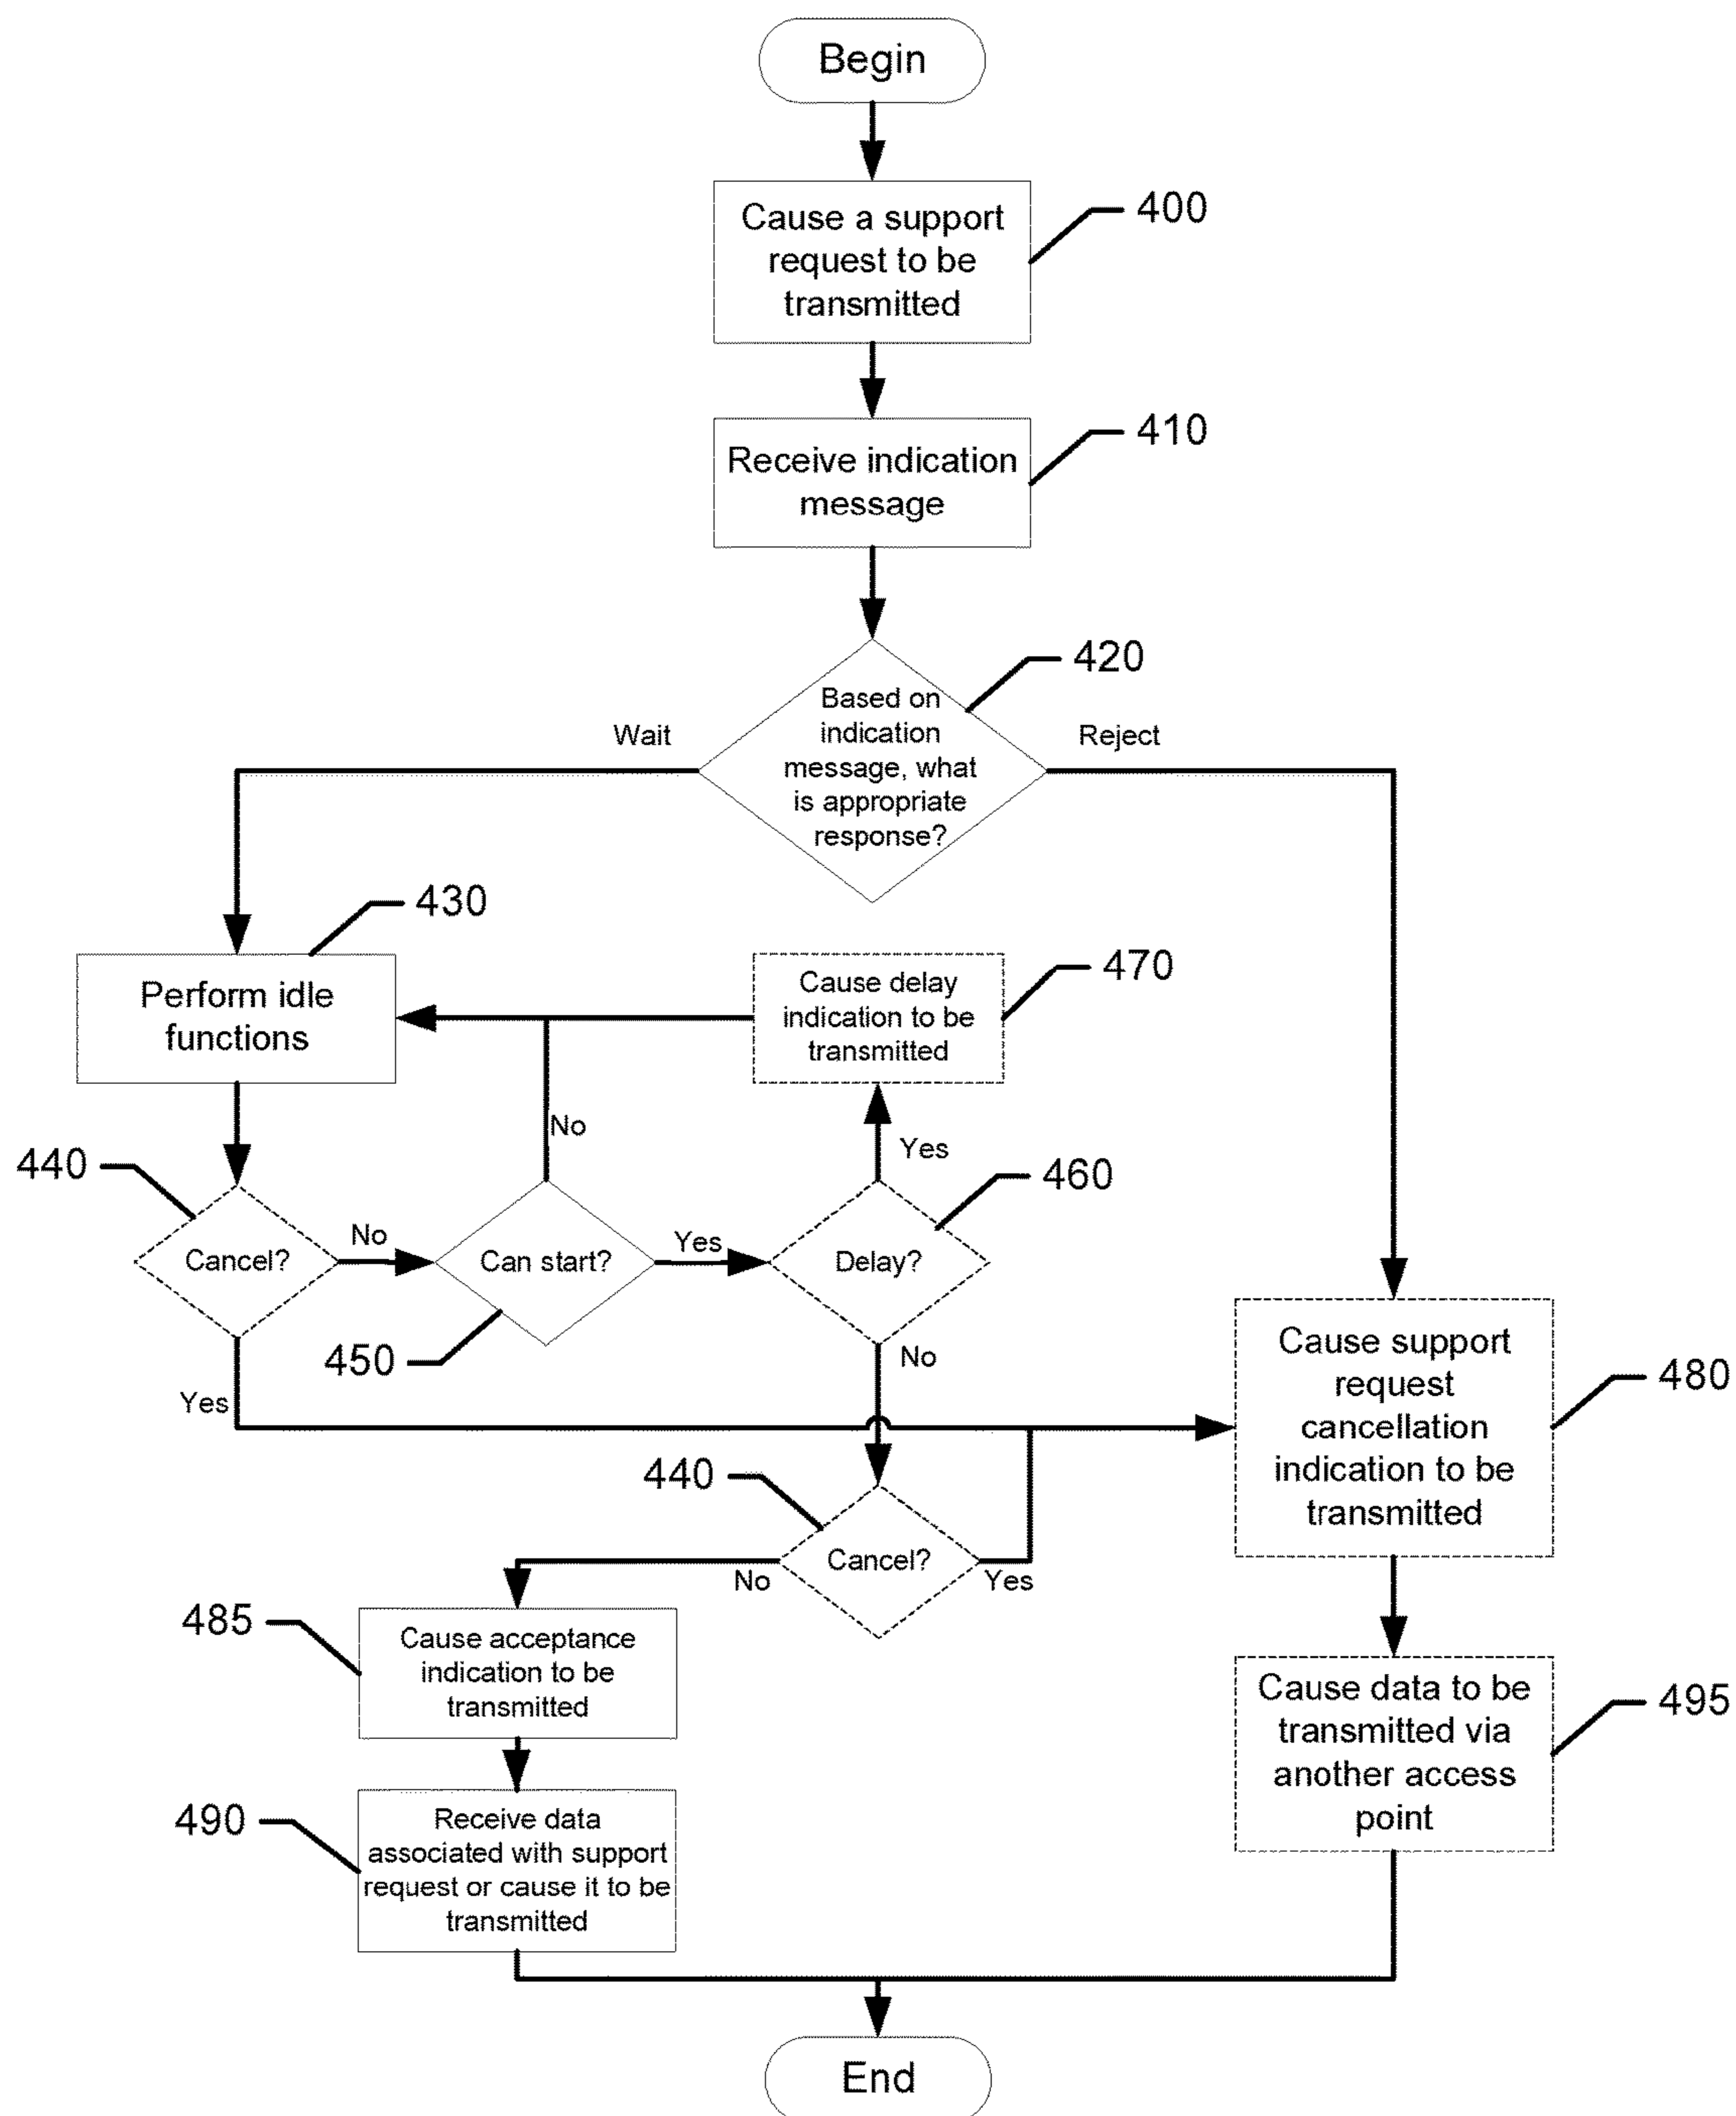 Begin
Cause a support
request to be
transmitted
400
Receive indication
message
410
Based on
indication
message, what
is appropriate
response?
420
Wait
Reject
430
Perform idle
functions
Cause delay
indication to be
transmitted
470
No
Yes
440
Cancel?
No
Can start?
450
Yes
Delay?
460
No
Yes
Cause support
request
cancellation
indication to be
transmitted
480
440
Cancel?
No
Yes
485
Cause acceptance
indication to be
transmitted
Cause data to be
transmitted via
another access
point
495
490
Receive data
associated with support
request or cause it to be
transmitted
End